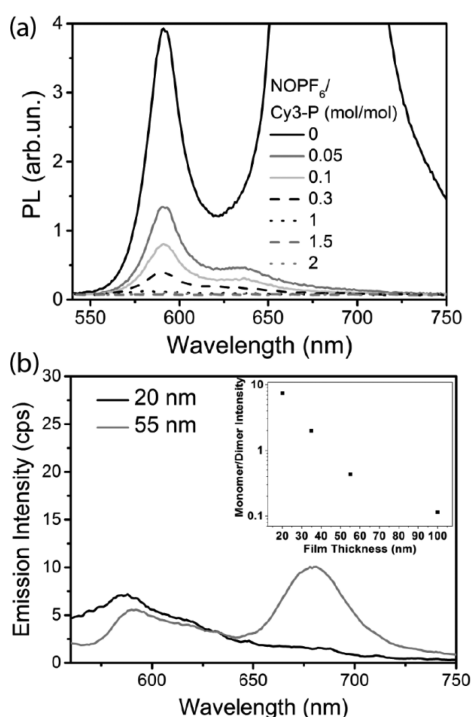 (a)
4
3
2
1
0
PL (arb.un.)
NOPF6/
Cy3-P (mol/mol)
0
0.05
0.1
0.3
1
1.5
2
550 600 650 700 750
Wavelength (nm)
(b)
30
25
20
15
10
5
0
Emission Intensity (cps)
20 nm
55 nm
10
1
0.1
Monomer/Dimer Intensity
20 30 40 50 60 70 80 90 100
Film Thickness (nm)
600 650 700 750
Wavelength (nm)